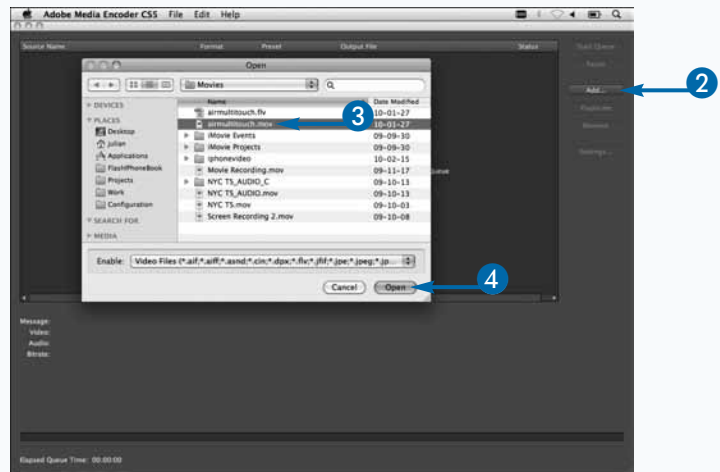 Adobe Media Encoder CS5 File Edit Help
Source Name Format Preset Output File Status Start Queue
Pause
Add...
Duplicate
Remove
Settings...
Queue
Open
Movies
DEVICES
PLACES
Desktop
julian
Applications
FlashPhoneBook
Projects
Work
Configuration
SEARCH FOR
MEDIA
Name Date Modified
airmultitouch.flv 10-01-27
airmultitouch.mov 10-01-27
iMovie Events 09-09-30
iMovie Projects 09-09-30
iphonevideo 10-02-15
Movie Recording.mov 09-11-17
NYC TS_AUDIO_C 09-10-13
NYC TS_AUDIO.mov 09-10-13
NYC TS.mov 09-10-03
Screen Recording 2.mov 09-10-08
Enable: Video Files (*.aif;*.aiff;*.asnd;*.cin;*.dpx;*.flv;*.jfif;*.jpe;*.jpeg;*.jp...
Cancel Open
2
3
4
Message:
Video:
Audio:
Bitrate:
Elapsed Queue Time: 00:00:00